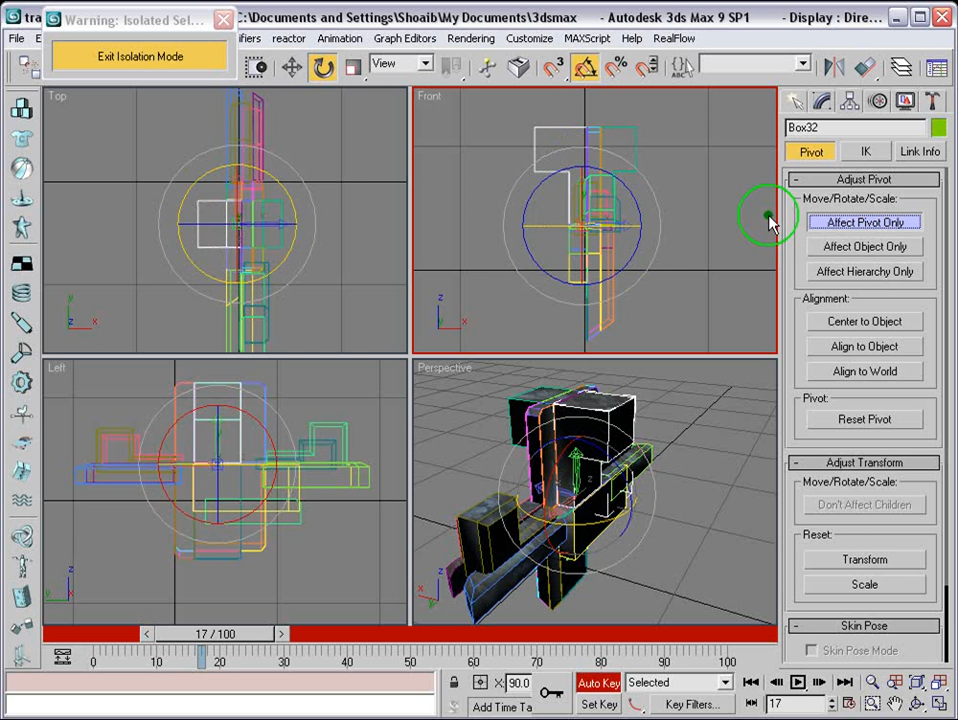 tra
Warning: Isolated Sel...
C:\Documents and Settings\Shoaib\My Documents\3dsmax - Autodesk 3ds Max 9 SP1 - Display : Dire...
File
ifiers reactor Animation Graph Editors Rendering Customize MAXScript Help RealFlow
Exit Isolation Mode
View
3
%
ABC
Top
Front
Left
Perspective
x
y
z
x
z
y
z
x
y
z
z
Box32
Pivot IK Link Info
- Adjust Pivot
Move/Rotate/Scale:
Affect Pivot Only
Affect Object Only
Affect Hierarchy Only
Alignment:
Center to Object
Align to Object
Align to World
Pivot:
Reset Pivot
- Adjust Transform
Move/Rotate/Scale:
Don't Affect Children
Reset:
Transform
Scale
- Skin Pose
Skin Pose Mode
< 17 / 100 >
0 10 20 30 40 50 60 70 80 90 100
X: 90.0
Auto Key Selected
Add Time Ta
Set Key Key Filters... 17